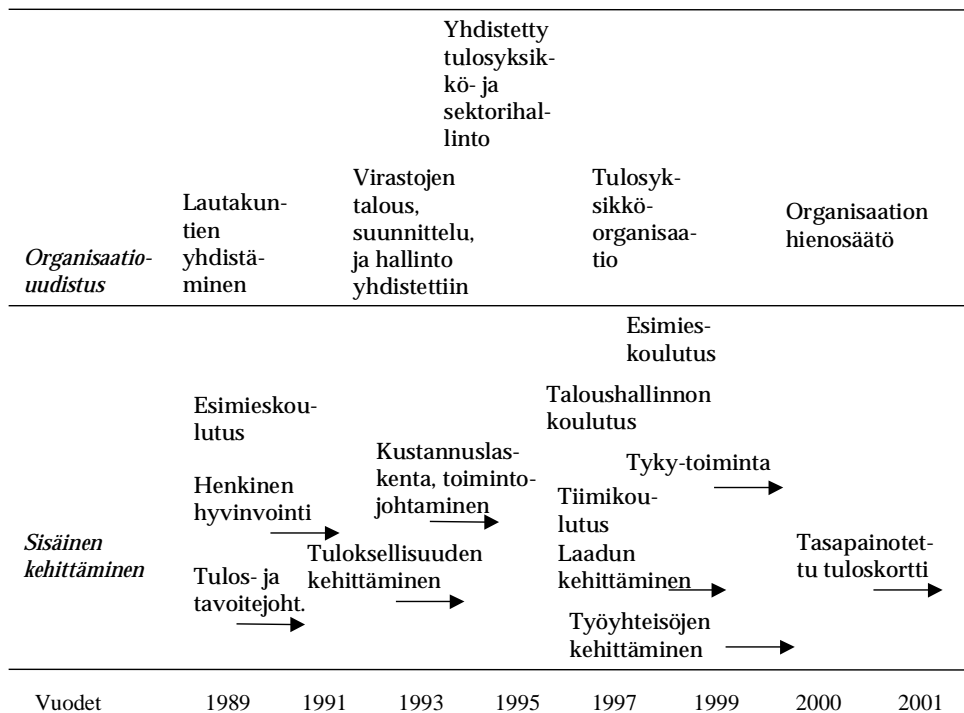 Yhdistetty
tulosyksik-
kö- ja
sektorihal-
linto
Organisaatio-
uudistus
Lautakun-
tien
yhdistä-
minen
Virastojen
talous,
suunnittelu,
ja hallinto
yhdistettiin
Tulosyk-
sikkö-
organisaa-
tio
Organisaation
hienosäätö
Sisäinen
kehittäminen
Esimieskou-
lutus
Henkinen
hyvinvointi
Tulos- ja
tavoitejoht.
Tuloksellisuuden
kehittäminen
Kustannuslas-
kenta, toiminto-
johtaminen
Esimies-
koulutus
Taloushallinnon
koulutus
Tyky-toiminta
Tiimikou-
lutus
Laadun
kehittäminen
Työyhteisöjen
kehittäminen
Tasapainotet-
tu tuloskortti
Vuodet 1989 1991 1993 1995 1997 1999 2000 2001